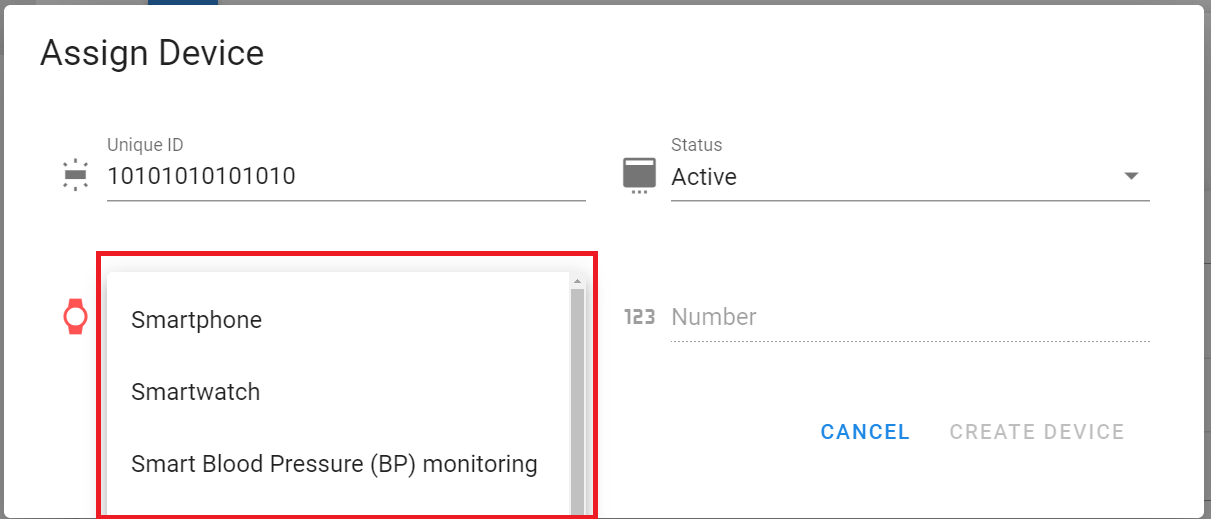 Assign Device
Unique ID
10101010101010
Status
Active
Smartphone
Smartwatch
Smart Blood Pressure (BP) monitoring
123 Number
CANCEL CREATE DEVICE